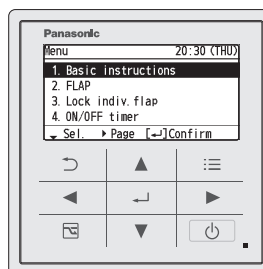 Panasonic
Menu 20:30 (THU)
1. Basic instructions
2. FLAP
3. Lock indiv.flap
4. ON/OFF timer
Sel. ▸Page [↵]Confirm